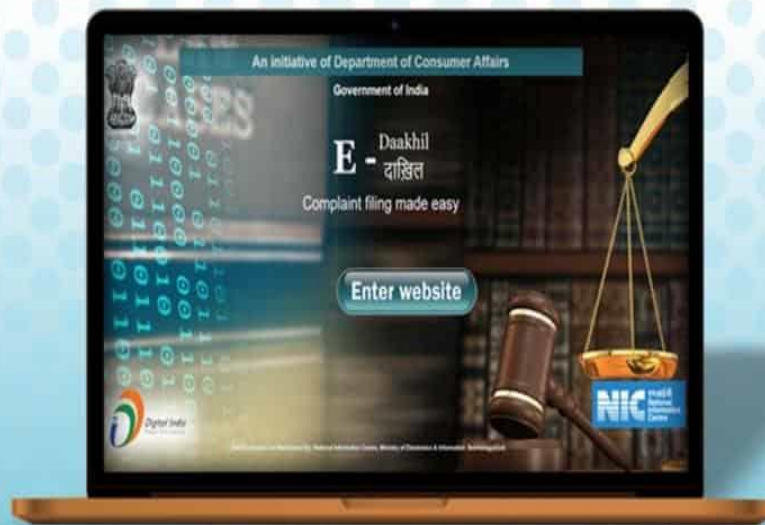 An initiative of Department of Consumer Affairs
Government of India
E - Daakhil
दाख़िल
Complaint filing made easy
Enter website
Digital India
NIC
National
Informatics
Centre